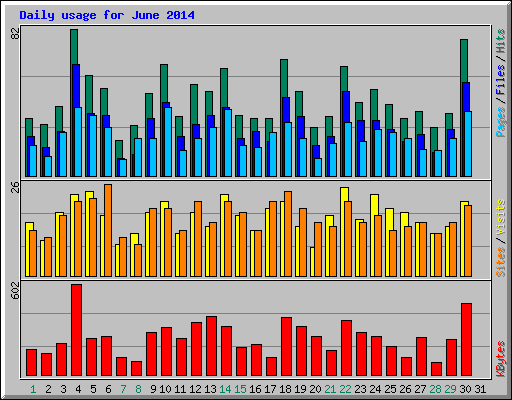 Daily usage for June 2014
82
Pages / Files / Hits
26
Sites / Visits
602
KBytes
1 2 3 4 5 6 7 8 9 10 11 12 13 14 15 16 17 18 19 20 21 22 23 24 25 26 27 28 29 30 31